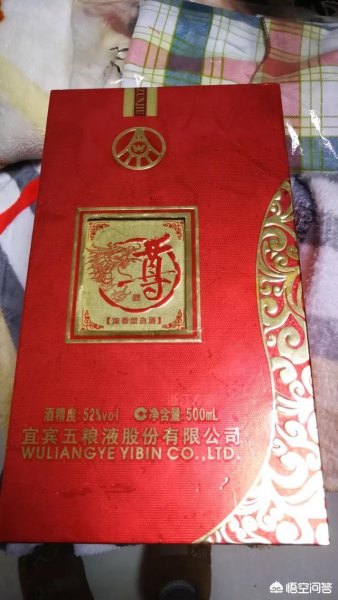 ZUNJIU
W
尊
【浓香型白酒】
酒精度:52%vol 净含量:500mL
宜宾五粮液股份有限公司
WULIANGYE YIBIN CO.,LTD.
悟空问答